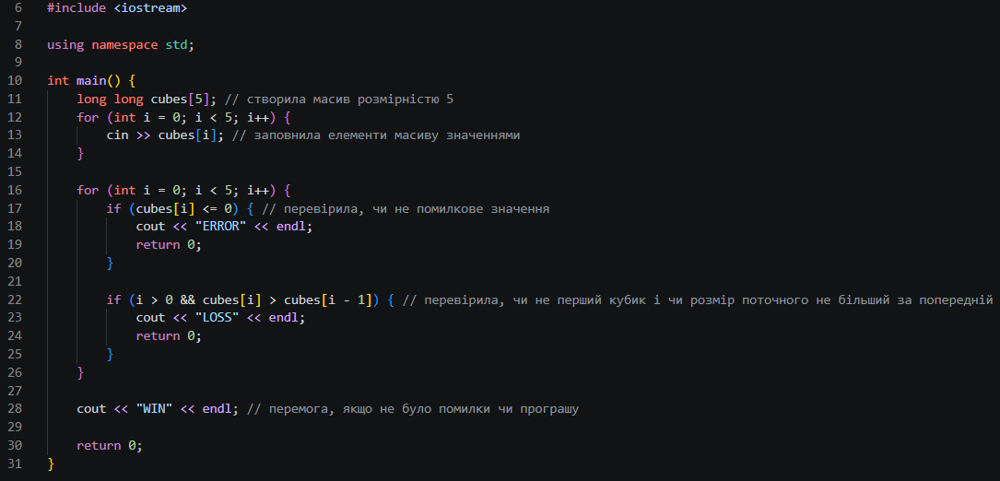 6 #include <iostream>
7
8 using namespace std;
9
10 int main() {
11 long long cubes[5]; // створила масив розмірністю 5
12 for (int i = 0; i < 5; i++) {
13 cin >> cubes[i]; // заповнила елементи масиву значеннями
14 }
15
16 for (int i = 0; i < 5; i++) {
17 if (cubes[i] <= 0) { // перевірила, чи не помилкове значення
18 cout << "ERROR" << endl;
19 return 0;
20 }
21
22 if (i > 0 && cubes[i] > cubes[i - 1]) { // перевірила, чи не перший кубик і чи розмір поточного не більший за попередній
23 cout << "LOSS" << endl;
24 return 0;
25 }
26 }
27
28 cout << "WIN" << endl; // перемога, якщо не було помилки чи програшу
29
30 return 0;
31 }